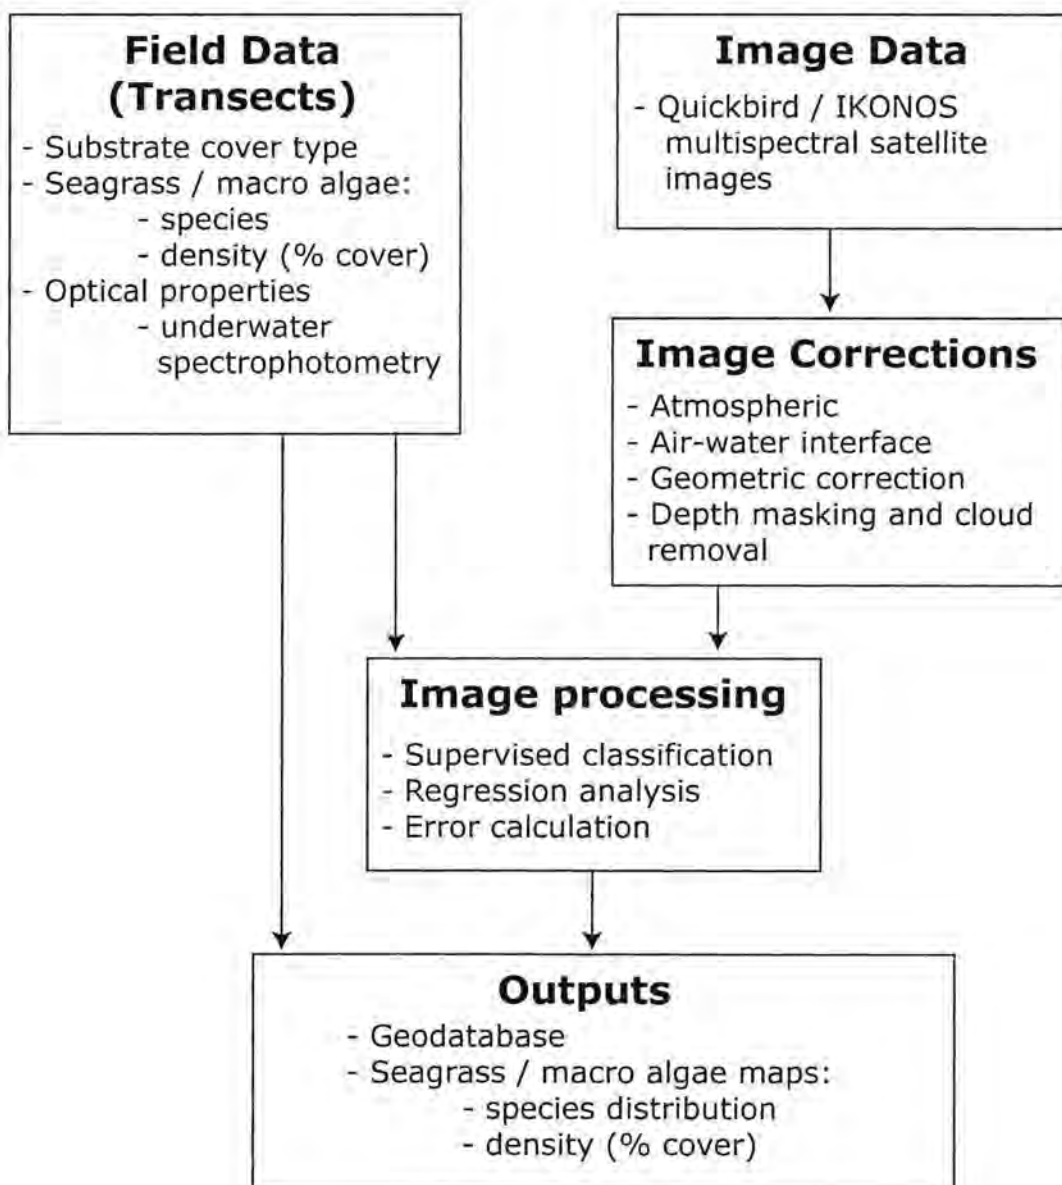 Field Data
(Transects)
- Substrate cover type
- Seagrass / macro algae:
- species
- density (% cover)
- Optical properties
- underwater
spectrophotometry
Image Data
- Quickbird / IKONOS
multispectral satellite
images
Image Corrections
- Atmospheric
- Air-water interface
- Geometric correction
- Depth masking and cloud
removal
Image processing
- Supervised classification
- Regression analysis
- Error calculation
Outputs
- Geodatabase
- Seagrass / macro algae maps:
- species distribution
- density (% cover)